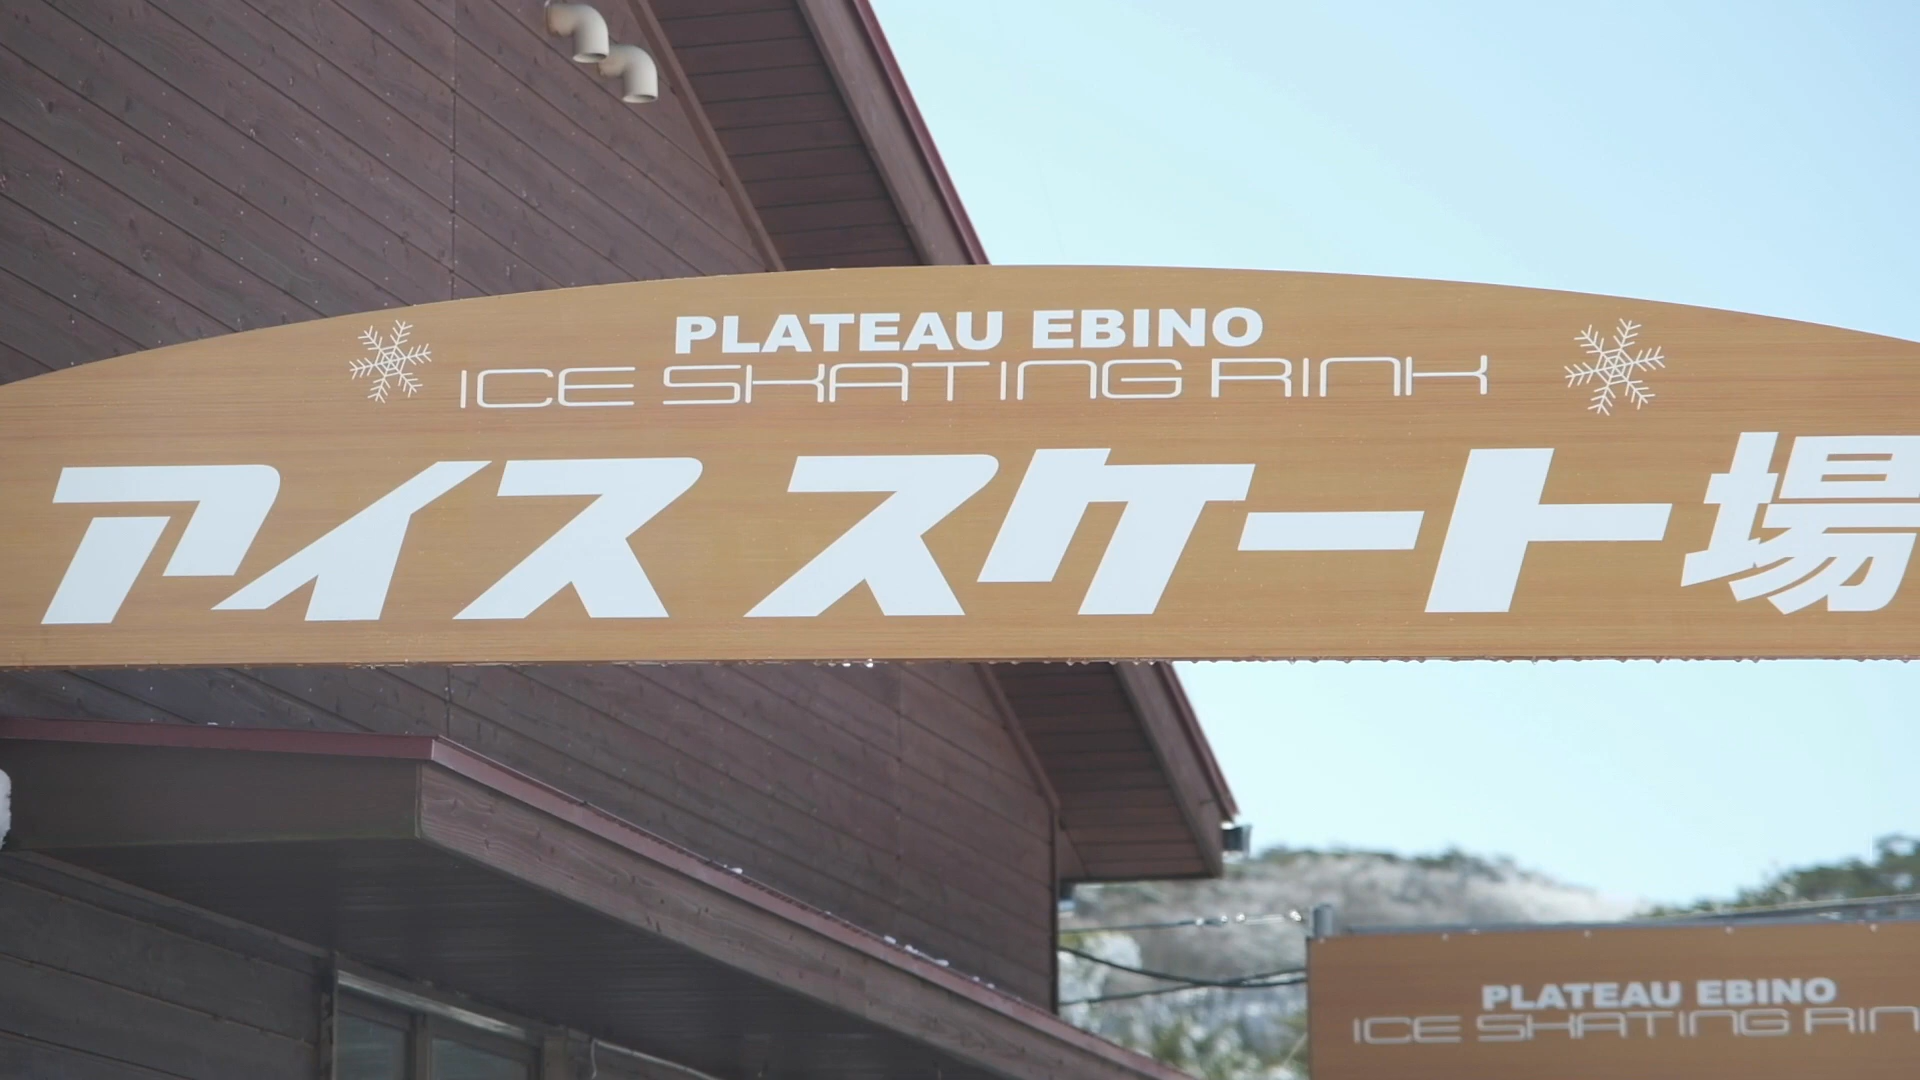 PLATEAU EBINO
ICE SKATING RINK
アイス スケート場
PLATEAU EBINO
ICE SKATING RIN